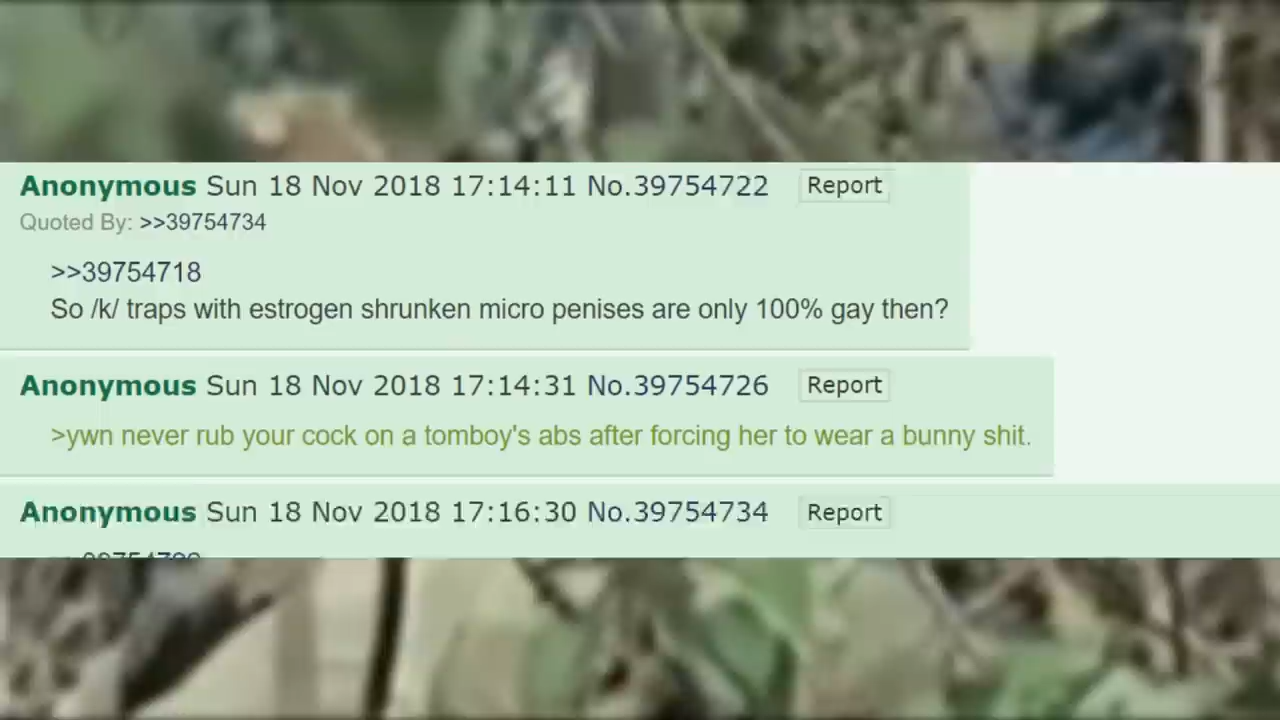 Anonymous Sun 18 Nov 2018 17:14:11 No.39754722 Report
Quoted By: >>39754734
>>39754718
So /k/ traps with estrogen shrunken micro penises are only 100% gay then?
Anonymous Sun 18 Nov 2018 17:14:31 No.39754726 Report
>ywn never rub your cock on a tomboy's abs after forcing her to wear a bunny shit.
Anonymous Sun 18 Nov 2018 17:16:30 No.39754734 Report